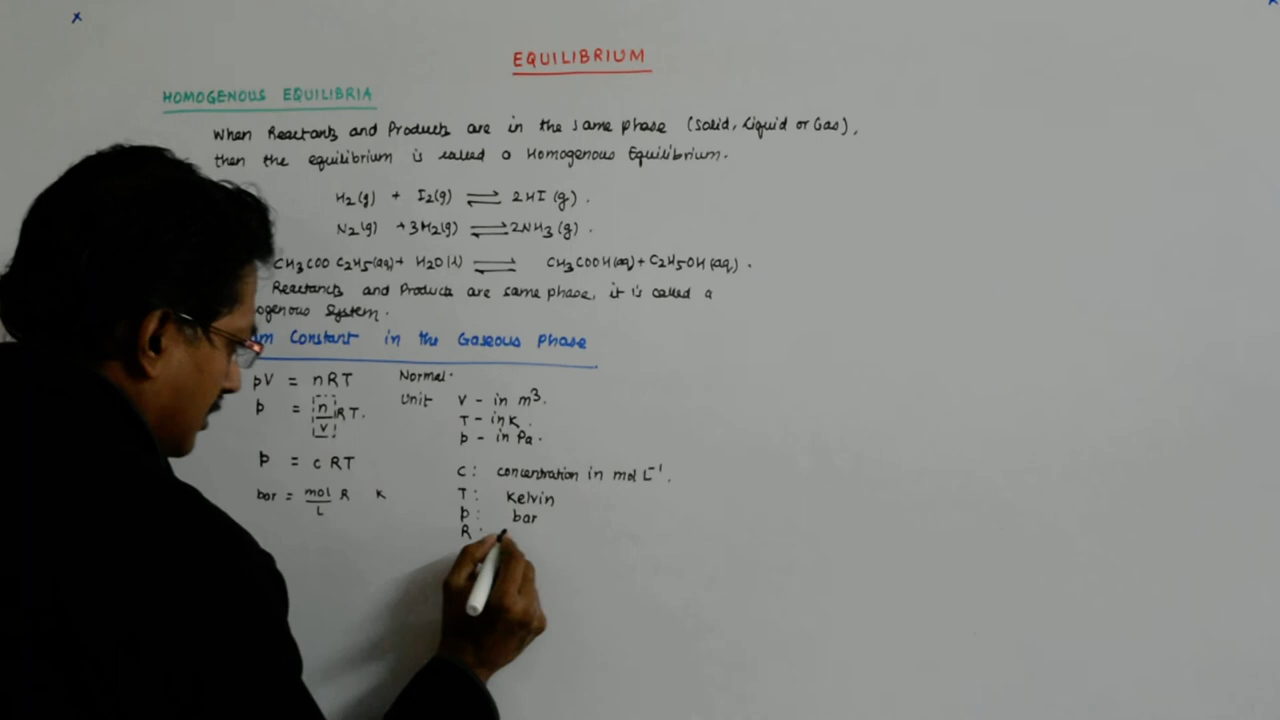 EQUILIBRIUM
HOMOGENOUS EQUILIBRIA
When Reactants and Products are in the same phase (Solid, Liquid or Gas),
then the equilibrium is called a Homogenous Equilibrium.
H2(g) + I2(g) ⇌ 2HI(g).
N2(g) +3H2(g) ⇌ 2NH3(g).
CH3COO C2H5(aq)+ H2O(l) ⇌ CH3COOH(aq)+C2H5OH(aq).
Reactants and Products are same phase, it is called a
ogenous System.
m Constant in the Gaseous Phase
pV = nRT Normal.
p = n/V RT. Unit V - in m³.
T - in K.
p - in Pa.
p = c RT C: concentration in mol L⁻¹.
bar = mol/L R K T: Kelvin
p: bar
R: